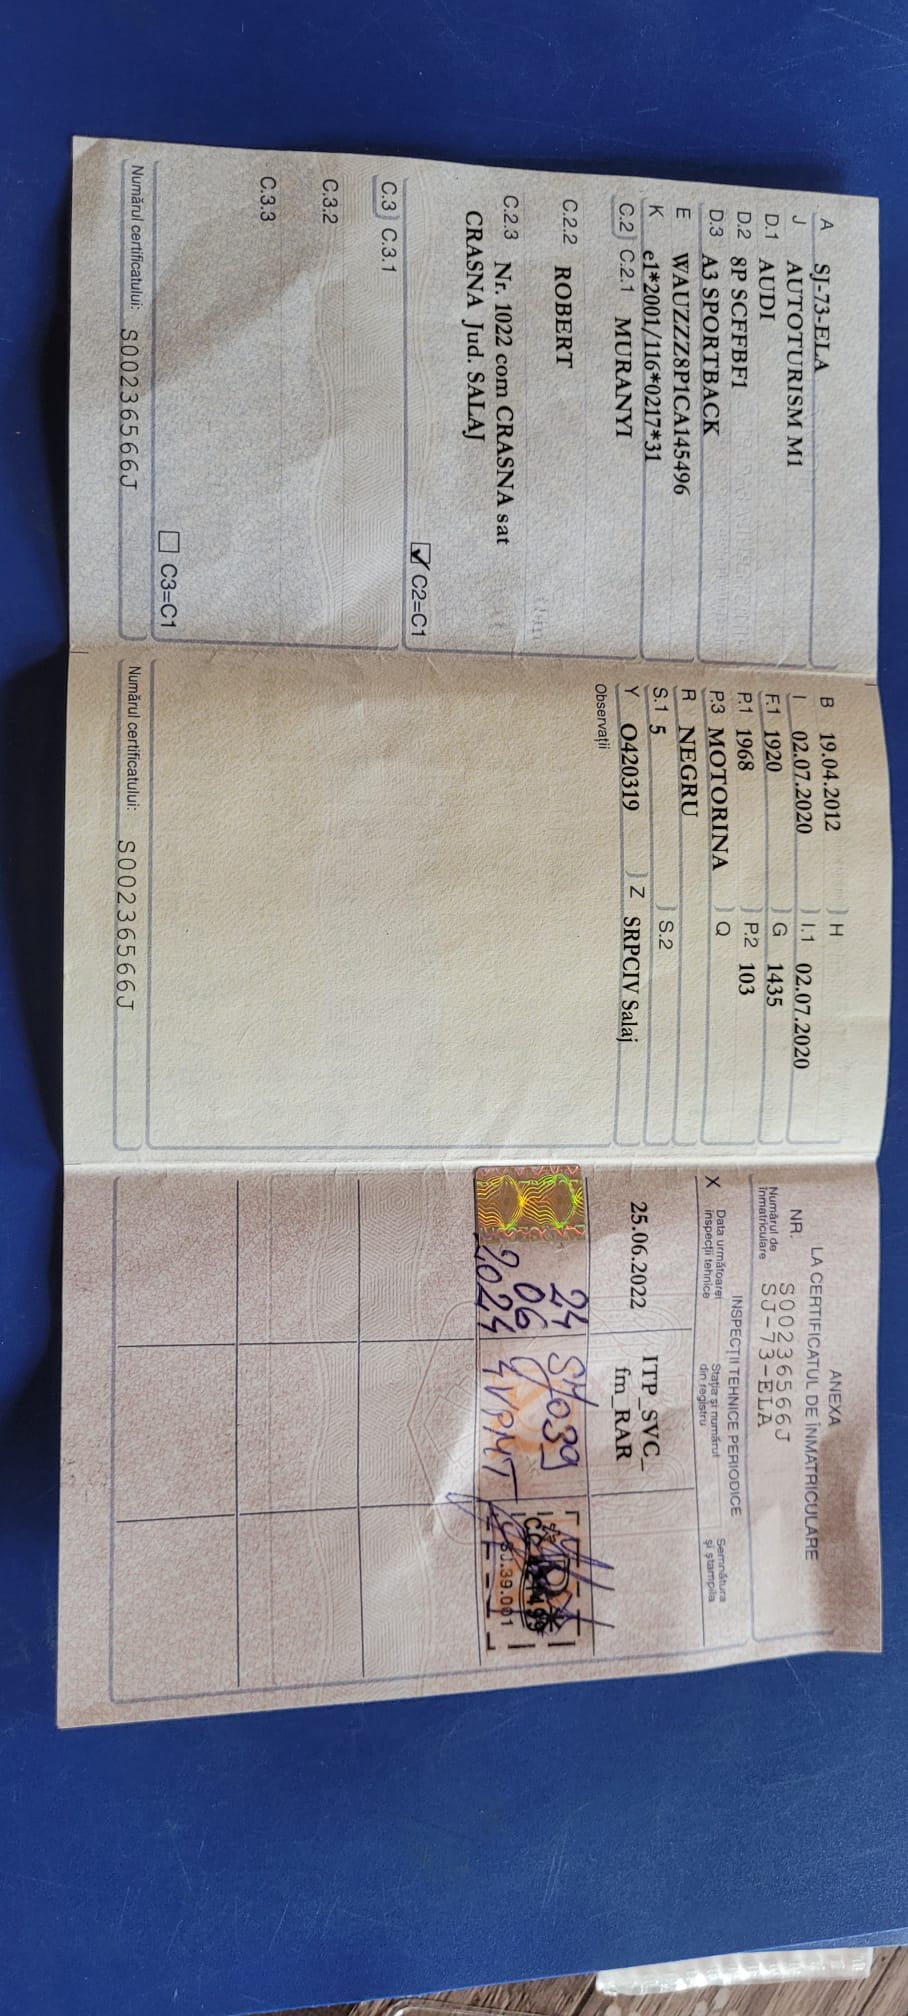 A SJ-73-ELA
J AUTOTURISM M1
D.1 AUDI
D.2 8P SCFFBF1
D.3 A3 SPORTBACK
E WAUZZZ8P1CA145496
K e1*2001/116*0217*31
C.2 C.2.1 MURANYI
C.2.2 ROBERT
C.2.3 Nr. 1022 com CRASNA sat
CRASNA Jud. SALAJ
C2=C1
C.3 C.3.1
C.3.2
C.3.3
C3=C1
Numărul certificatului: S00236566J
B 19.04.2012 H
I 02.07.2020 I.1 02.07.2020
F.1 1920 G 1435
P.1 1968 P.2 103
P.3 MOTORINA Q
R NEGRU
S.1 5 S.2
Y O420319 Z SRPCIV Salaj
Observații
Numărul certificatului: S00236566J
ANEXA
LA CERTIFICATUL DE ÎNMATRICULARE
NR. S00236566J
Numărul de
înmatriculare SJ-73-ELA
INSPECȚII TEHNICE PERIODICE
X Data următoarei
inspecții tehnice
Stația și numărul
din registru
Semnătura
și ștampila
25.06.2022
ITP_SVC_
fm_RAR
24
06
2024
SJ039
4VPMT
SJ.39.001